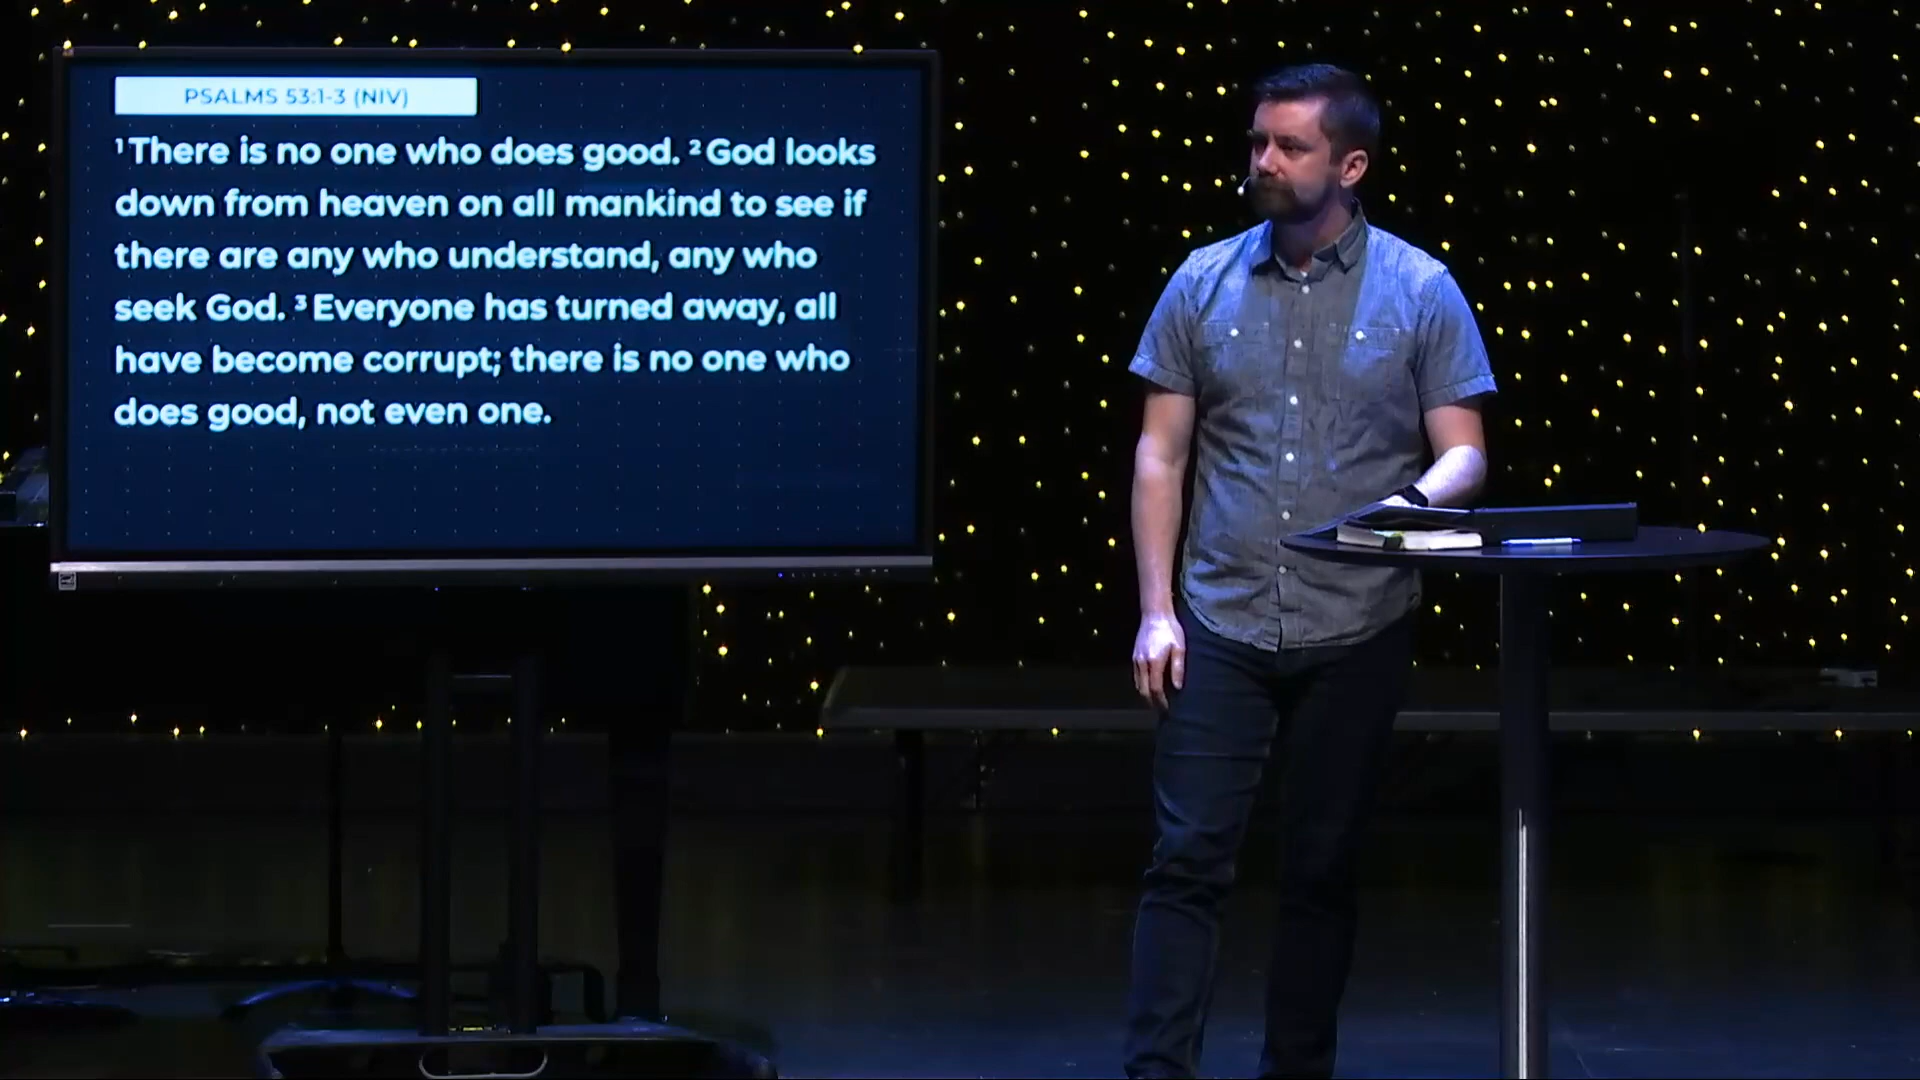 PSALMS 53:1-3 (NIV)
¹There is no one who does good. ²God looks
down from heaven on all mankind to see if
there are any who understand, any who
seek God. ³Everyone has turned away, all
have become corrupt; there is no one who
does good, not even one.